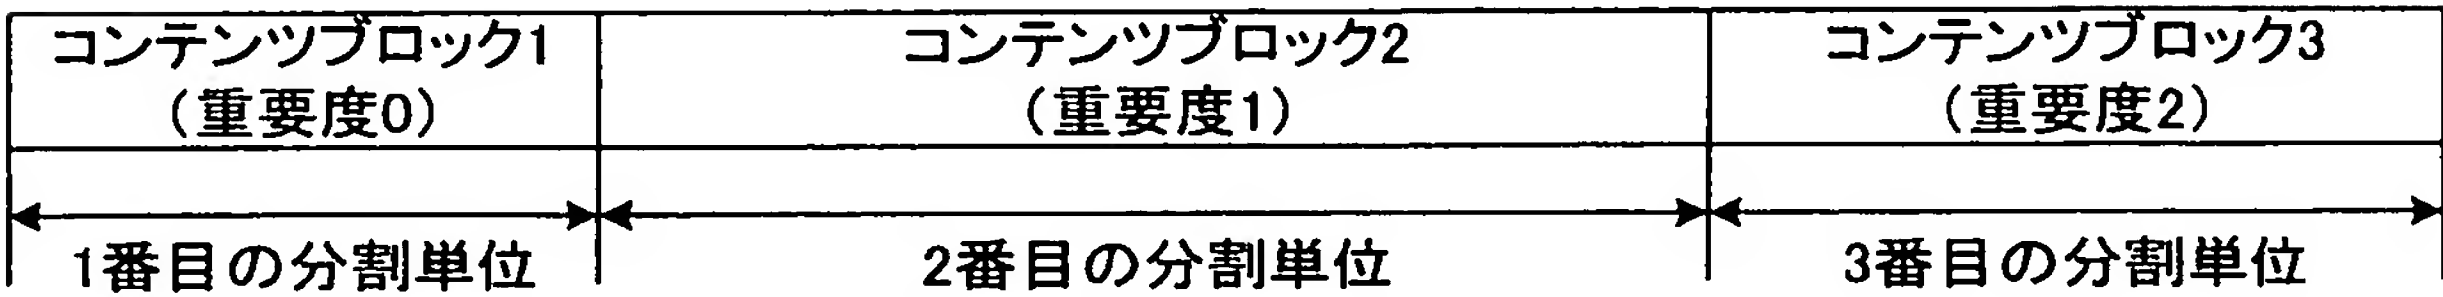 コンテンツブロック1
（重要度0）
コンテンツブロック2
（重要度1）
コンテンツブロック3
（重要度2）
1番目の分割単位
2番目の分割単位
3番目の分割単位